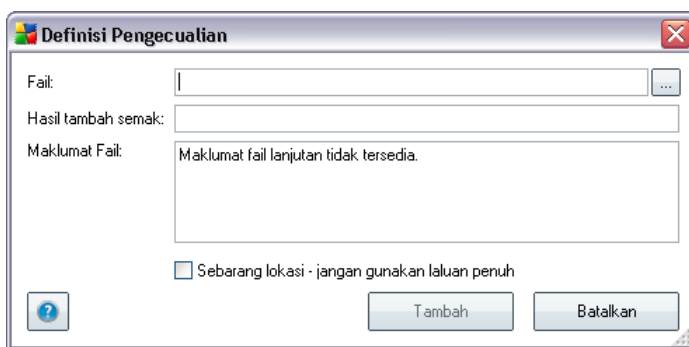 Definisi Pengecualian
Fail:
...
Hasil tambah semak:
Maklumat Fail:
Maklumat fail lanjutan tidak tersedia.
Sebarang lokasi - jangan gunakan laluan penuh
?
Tambah
Batalkan